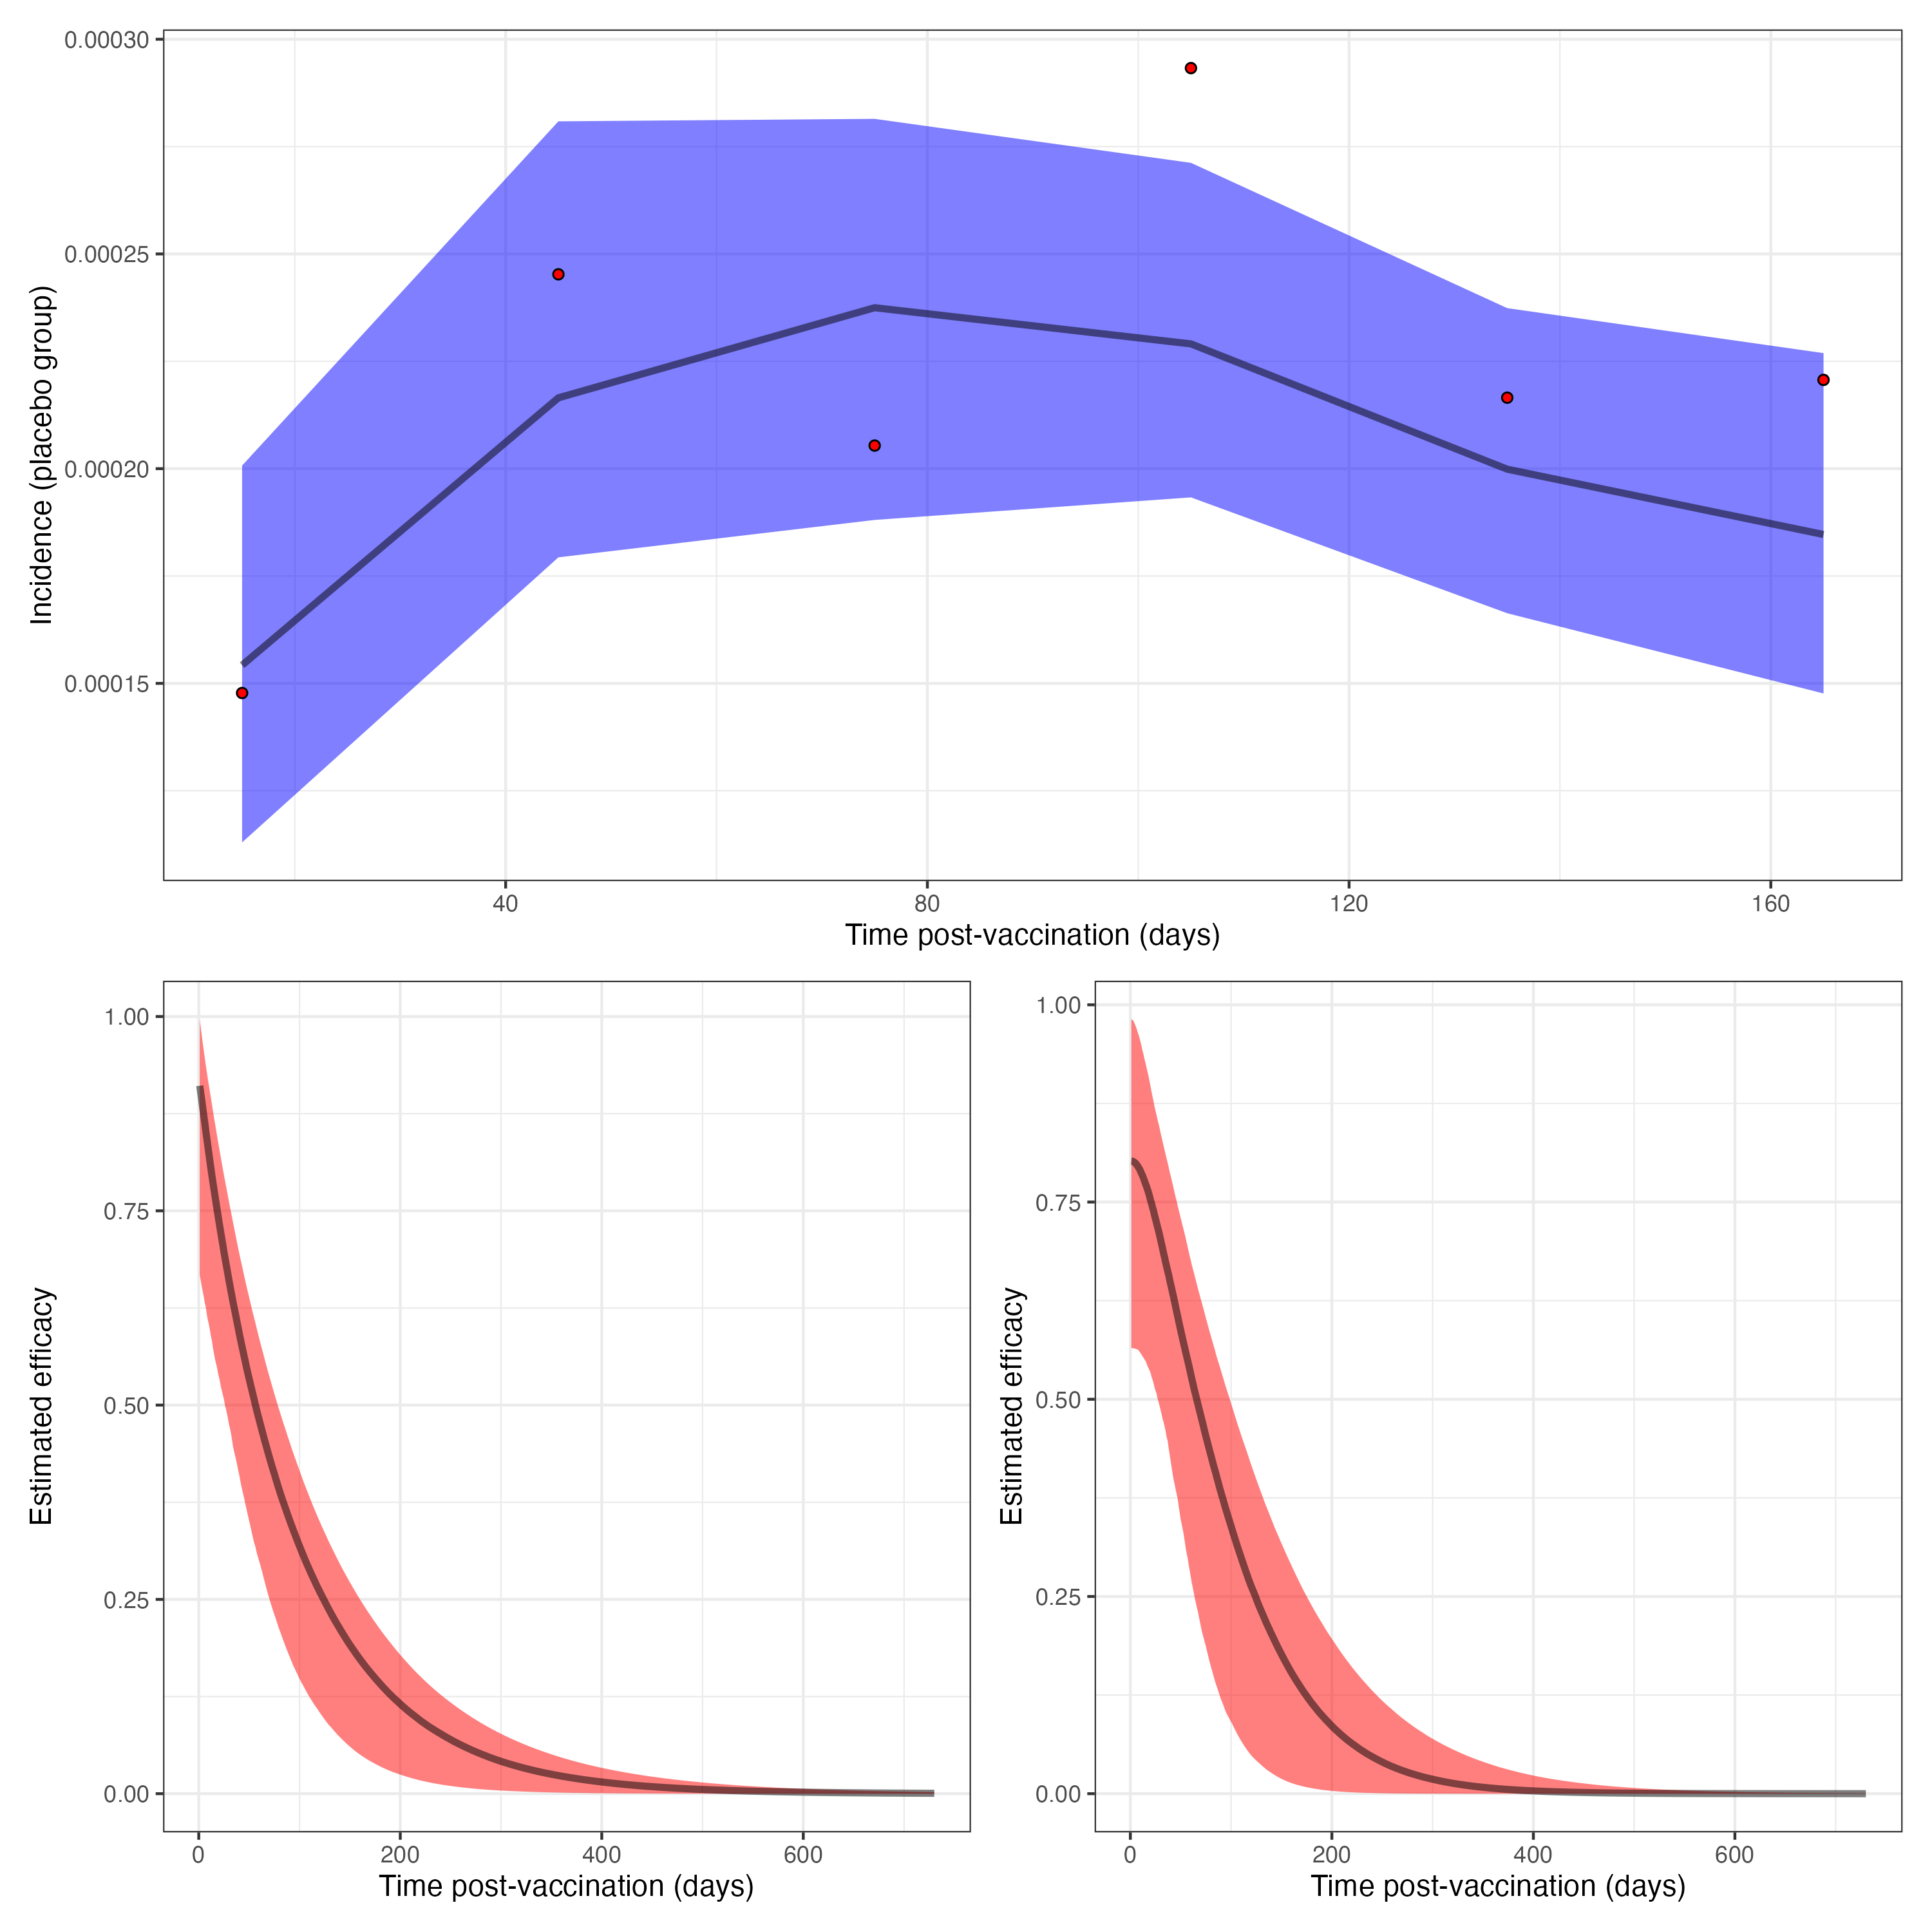 Incidence (placebo group)
0.00030
0.00025
0.00020
0.00015
40 80 120 160
Time post-vaccination (days)
Estimated efficacy
1.00
0.75
0.50
0.25
0.00
0 200 400 600
Time post-vaccination (days)
Estimated efficacy
1.00
0.75
0.50
0.25
0.00
0 200 400 600
Time post-vaccination (days)